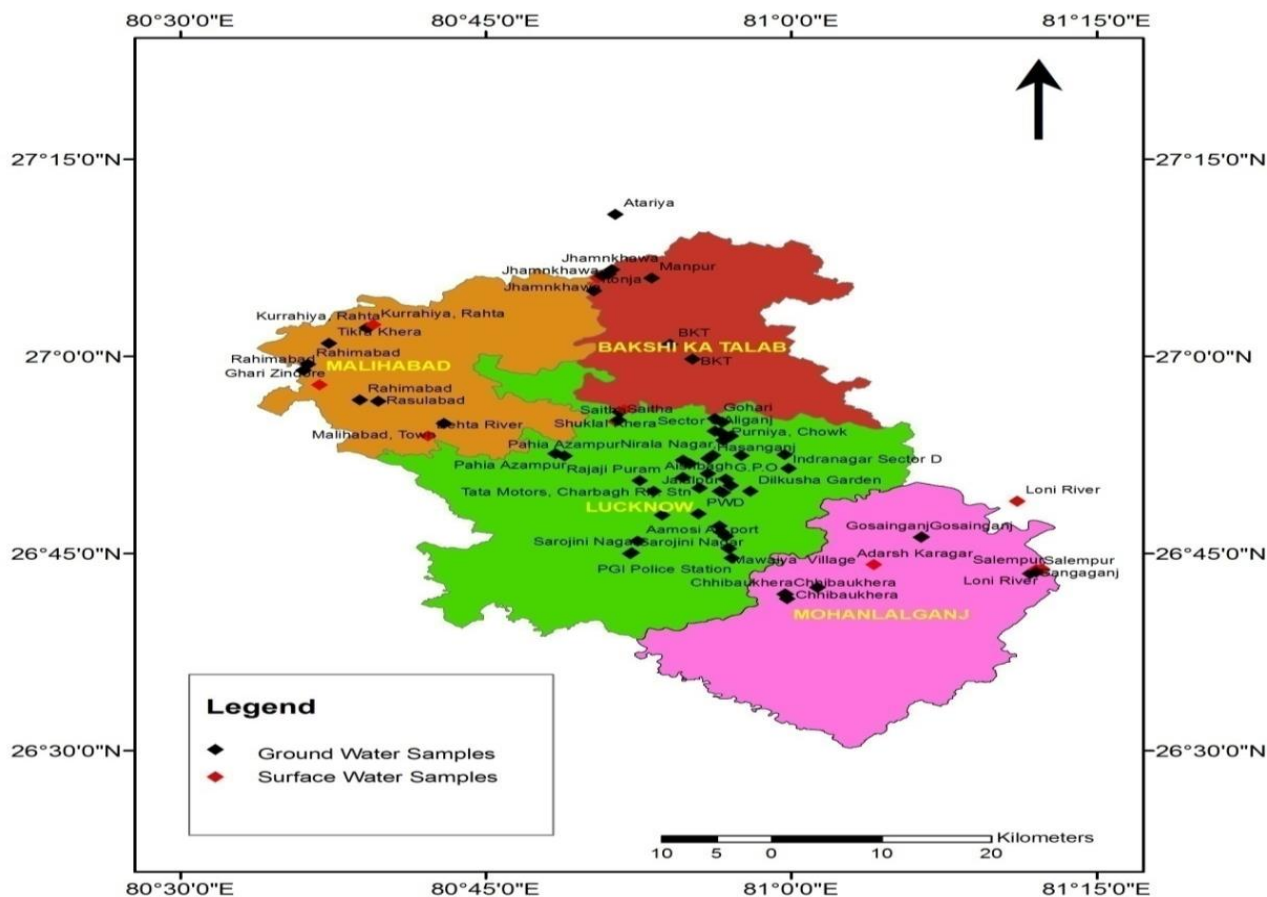 80°30'0"E 80°45'0"E 81°0'0"E 81°15'0"E
27°15'0"N 27°15'0"N
Atariya
Jhamnkhawa
Jhamnkhawa
Manpur
Jhamnkhawa
Kurrahiya, Rahta Kurrahiya, Rahta
Tikra Khera
BKT
BAKSHI KA TALAB
27°0'0"N 27°0'0"N
Rahimabad Rahimabad
BKT
MALIHABAD
Ghari Zindore
Rahimabad
Rasulabad
Saitha Saitha
Gohari
Shuklai Khera Sector Aliganj
Malihabad, Town River
Purniya, Chowk
Pahia Azampur Nirala Nagar Hasanganj
Indranagar Sector D
Pahia Azampur Rajaji Puram Aishbagh G.P.O
Dilkusha Garden
Tata Motors, Charbagh Stn
PWD
LUCKNOW
Loni River
Gosainganj Gosainganj
Sarojini Nagar Sarojini Nagar
26°45'0"N 26°45'0"N
Mawaiya Village Adarsh Karagar
Salempur Salempur
PGI Police Station
Loni River Gangaganj
Chhibaukhera Chhibaukhera
Chhibaukhera
MOHANLALGANJ
Legend
Ground Water Samples
Surface Water Samples
26°30'0"N 26°30'0"N
Kilometers
10 5 0 10 20
80°30'0"E 80°45'0"E 81°0'0"E 81°15'0"E